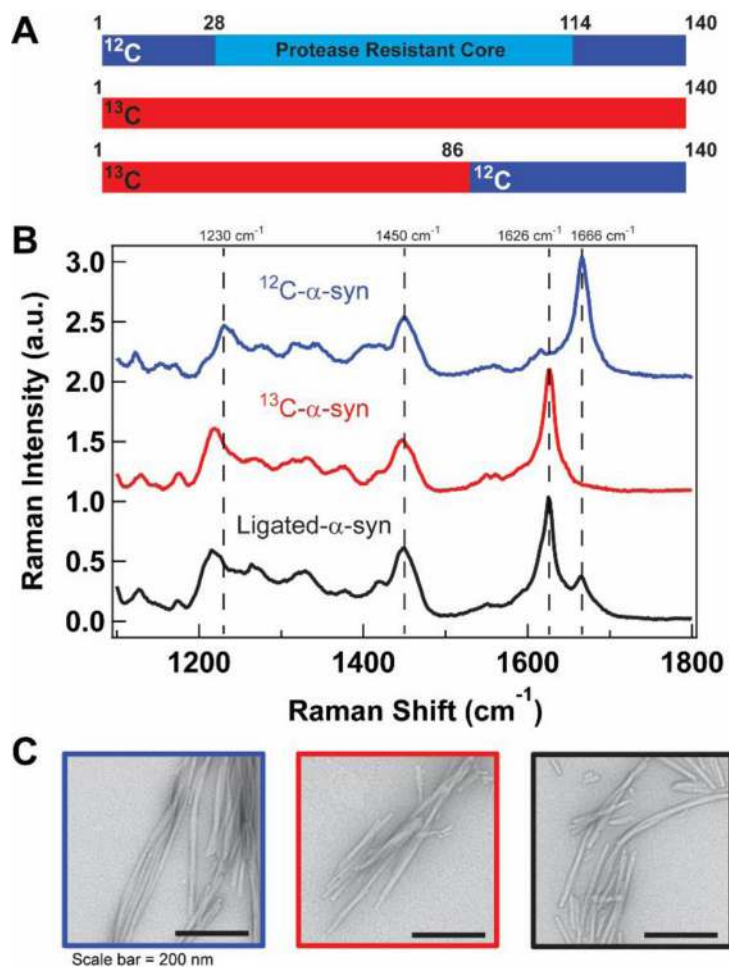 A
1 28 114 140
¹²C Protease Resistant Core
1 140
¹³C
1 86 140
¹³C ¹²C
B
1230 cm⁻¹ 1450 cm⁻¹ 1626 cm⁻¹ 1666 cm⁻¹
3.0
¹²C-α-syn
2.5
2.0
¹³C-α-syn
1.5
1.0
Ligated-α-syn
0.5
0.0
Raman Intensity (a.u.)
1200 1400 1600 1800
Raman Shift (cm⁻¹)
C
Scale bar = 200 nm